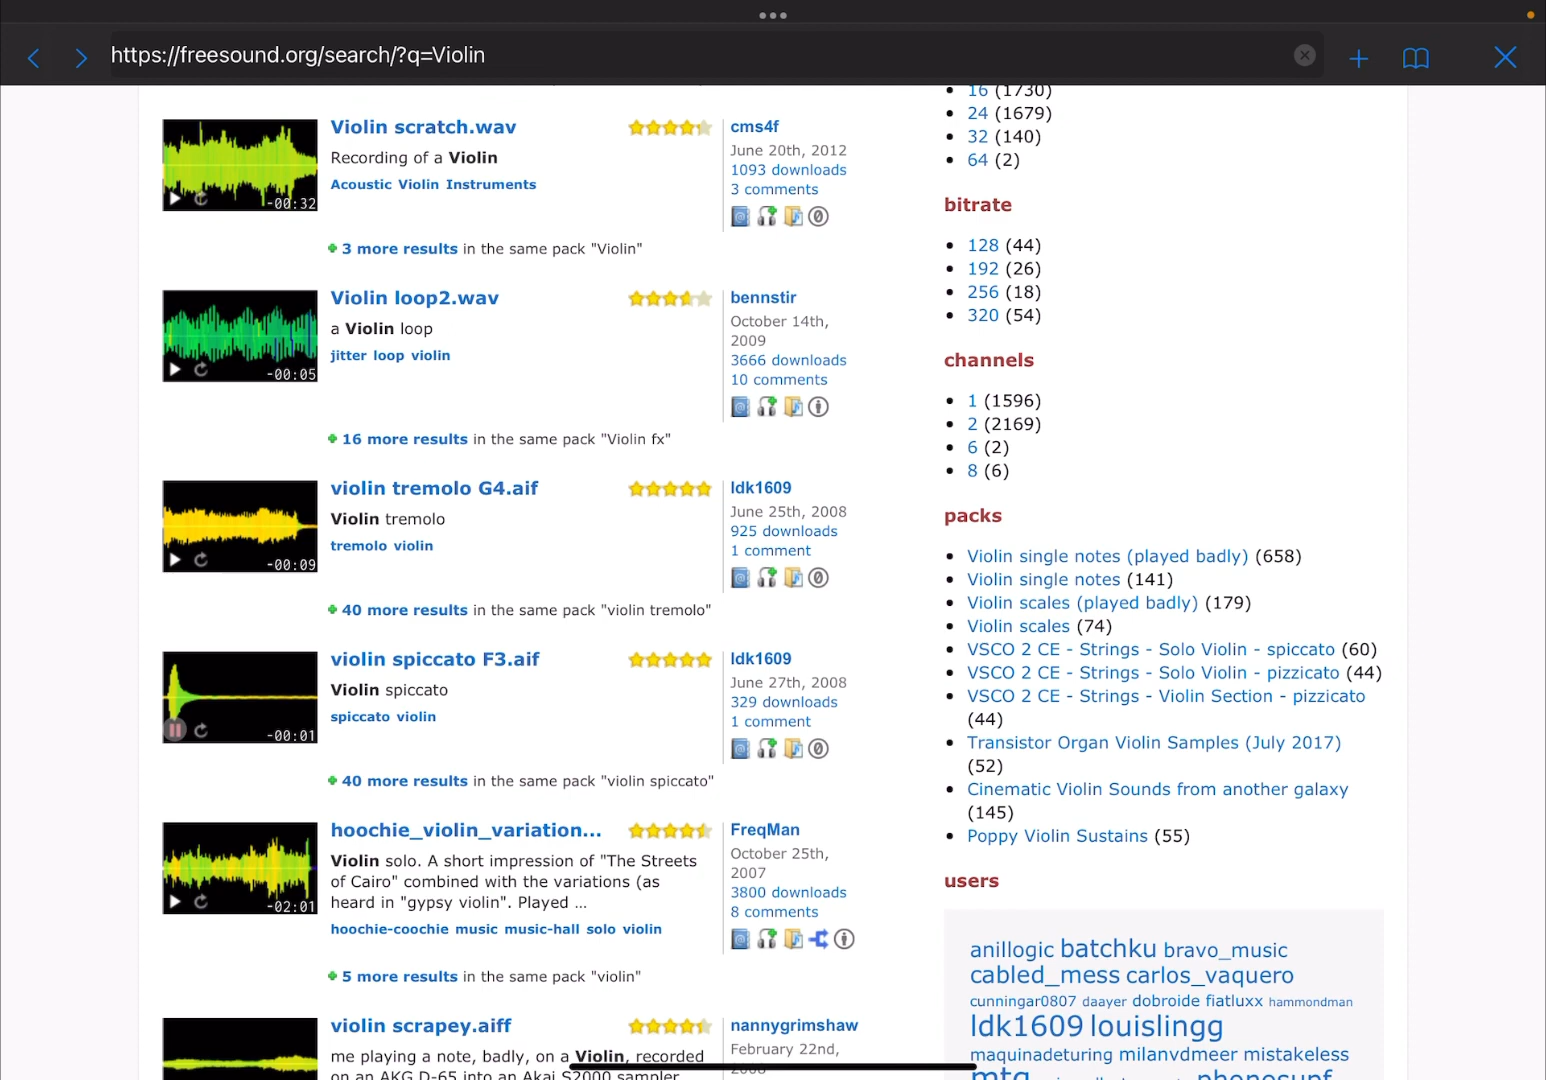 https://freesound.org/search/?q=Violin
Violin scratch.wav
Recording of a Violin
Acoustic Violin Instruments
-00:32
cms4f
June 20th, 2012
1093 downloads
3 comments
3 more results in the same pack "Violin"
Violin loop2.wav
a Violin loop
jitter loop violin
-00:05
bennstir
October 14th,
2009
3666 downloads
10 comments
16 more results in the same pack "Violin fx"
violin tremolo G4.aif
Violin tremolo
tremolo violin
-00:09
ldk1609
June 25th, 2008
925 downloads
1 comment
40 more results in the same pack "violin tremolo"
violin spiccato F3.aif
Violin spiccato
spiccato violin
-00:01
ldk1609
June 27th, 2008
329 downloads
1 comment
40 more results in the same pack "violin spiccato"
hoochie_violin_variation...
Violin solo. A short impression of "The Streets
of Cairo" combined with the variations (as
heard in "gypsy violin". Played ...
hoochie-coochie music music-hall solo violin
-02:01
FreqMan
October 25th,
2007
3800 downloads
8 comments
5 more results in the same pack "violin"
violin scrapey.aiff
me playing a note, badly, on a Violin, recorded
on an AKG D-65 into an Akai S2000 sampler
nannygrimshaw
February 22nd,
16 (1730)
24 (1679)
32 (140)
64 (2)
bitrate
128 (44)
192 (26)
256 (18)
320 (54)
channels
1 (1596)
2 (2169)
6 (2)
8 (6)
packs
Violin single notes (played badly) (658)
Violin single notes (141)
Violin scales (played badly) (179)
Violin scales (74)
VSCO 2 CE - Strings - Solo Violin - spiccato (60)
VSCO 2 CE - Strings - Solo Violin - pizzicato (44)
VSCO 2 CE - Strings - Violin Section - pizzicato
(44)
Transistor Organ Violin Samples (July 2017)
(52)
Cinematic Violin Sounds from another galaxy
(145)
Poppy Violin Sustains (55)
users
anillogic batchku bravo_music
cabled_mess carlos_vaquero
cunningar0807 daayer dobroide fiatluxx hammondman
ldk1609 louislingg
maquinadeturing milanvdmeer mistakeless
mtg